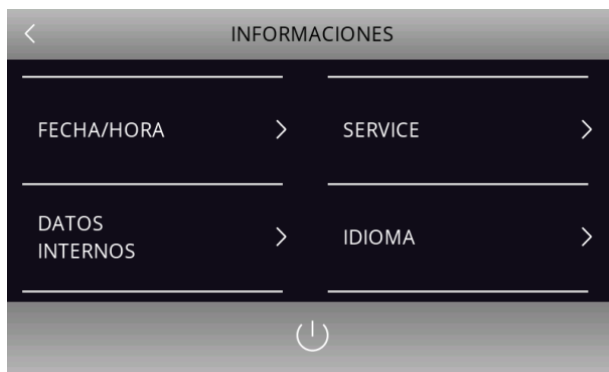 INFORMACIONES
FECHA/HORA
SERVICE
DATOS
INTERNOS
IDIOMA